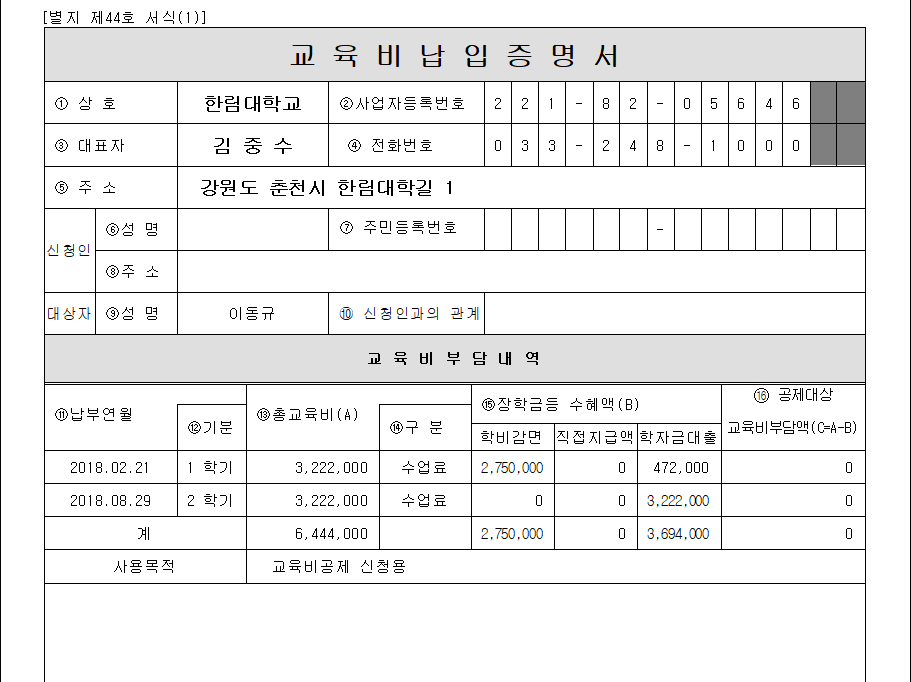 [별지 제44호 서식(1)]
교 육 비 납 입 증 명 서
① 상 호 한림대학교 ②사업자등록번호 2 2 1 - 8 2 - 0 5 6 4 6
③ 대표자 김 중 수 ④ 전화번호 0 3 3 - 2 4 8 - 1 0 0 0
⑤ 주 소 강원도 춘천시 한림대학길 1
신청인 ⑥성 명 ⑦ 주민등록번호 -
⑧주 소
대상자 ⑨성 명 이동규 ⑩ 신청인과의 관계
교 육 비 부 담 내 역
⑪납부연월 ⑫기분 ⑬총교육비(A) ⑭구 분 ⑮장학금등 수혜액(B) ⑯ 공제대상
학비감면 직접지급액 학자금대출 교육비부담액(C=A-B)
2018.02.21 1 학기 3,222,000 수업료 2,750,000 0 472,000 0
2018.08.29 2 학기 3,222,000 수업료 0 0 3,222,000 0
계 6,444,000 2,750,000 0 3,694,000 0
사용목적 교육비공제 신청용